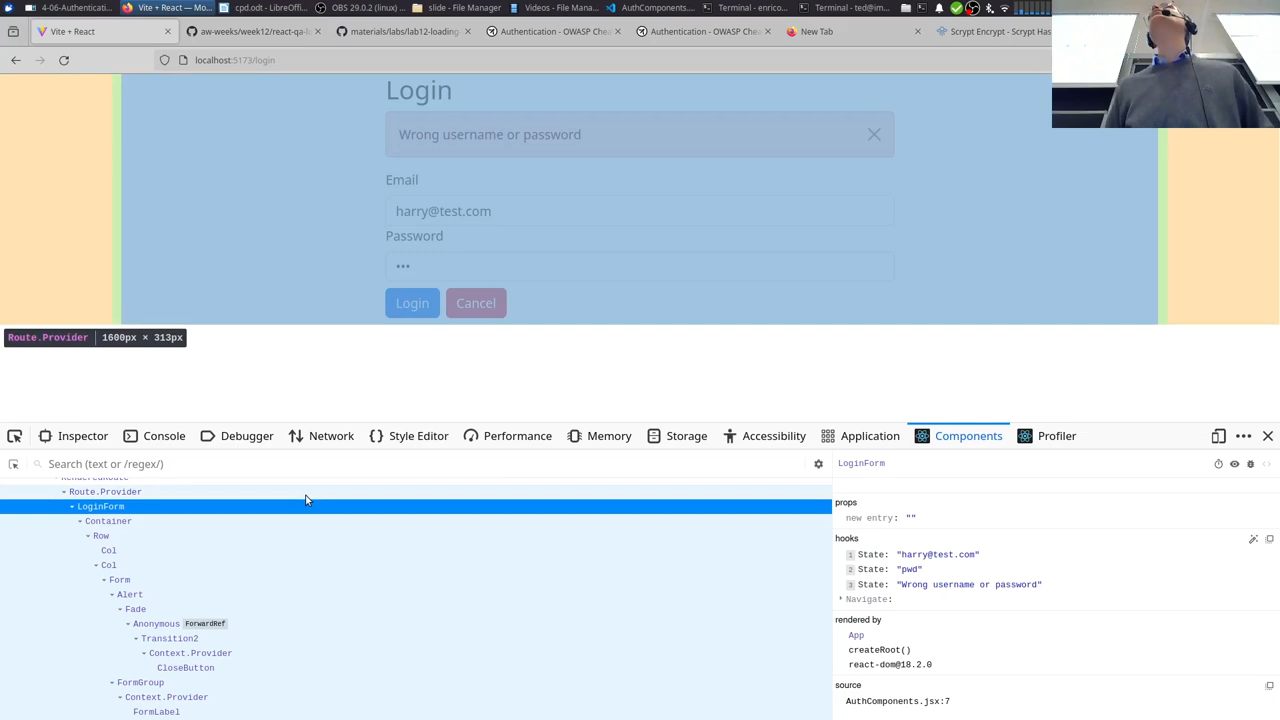 4-06-Authenticati...
Vite + React — Mo...
cpd.odt - LibreOffi...
OBS 29.0.2 (linux) ...
slide - File Manager
Videos - File Mana...
AuthComponents....
Terminal - enrico...
Terminal - ted@im...
Vite + React
aw-weeks/week12/react-qa-l
materials/labs/lab12-loading-
Authentication - OWASP Chea
Authentication - OWASP Che
New Tab
Scrypt Encrypt - Scrypt Has
localhost:5173/login
Login
Wrong username or password
Email
harry@test.com
Password
•••
Login
Cancel
Route.Provider | 1600px × 313px
Inspector
Console
Debugger
Network
Style Editor
Performance
Memory
Storage
Accessibility
Application
Components
Profiler
Search (text or /regex/)
RenderedRoute
Route.Provider
LoginForm
Container
Row
Col
Col
Form
Alert
Fade
Anonymous ForwardRef
Transition2
Context.Provider
CloseButton
FormGroup
Context.Provider
FormLabel
LoginForm
props
new entry: ""
hooks
1 State: "harry@test.com"
2 State: "pwd"
3 State: "Wrong username or password"
Navigate:
rendered by
App
createRoot()
react-dom@18.2.0
source
AuthComponents.jsx:7